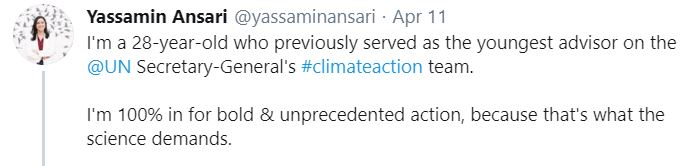 Yassamin Ansari @yassaminansari · Apr 11
I'm a 28-year-old who previously served as the youngest advisor on the
@UN Secretary-General's #climateaction team.
I'm 100% in for bold & unprecedented action, because that's what the
science demands.